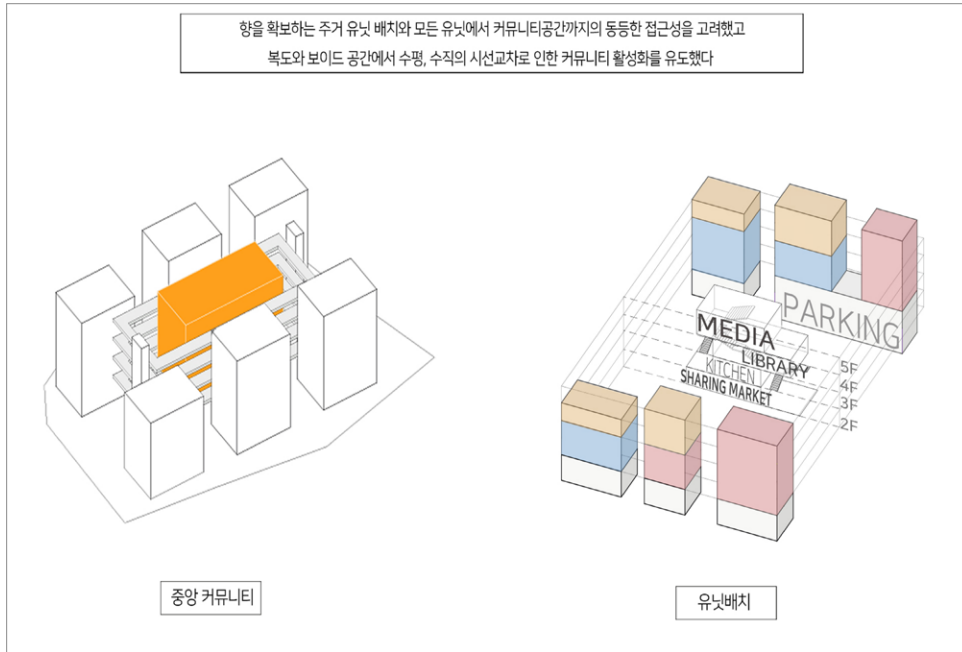 향을 확보하는 주거 유닛 배치와 모든 유닛에서 커뮤니티공간까지의 동등한 접근성을 고려했고
복도와 보이드 공간에서 수평, 수직의 시선교차로 인한 커뮤니티 활성화를 유도했다
PARKING
MEDIA
LIBRARY
KITCHEN
SHARING MARKET
5F
4F
3F
2F
중앙 커뮤니티
유닛배치